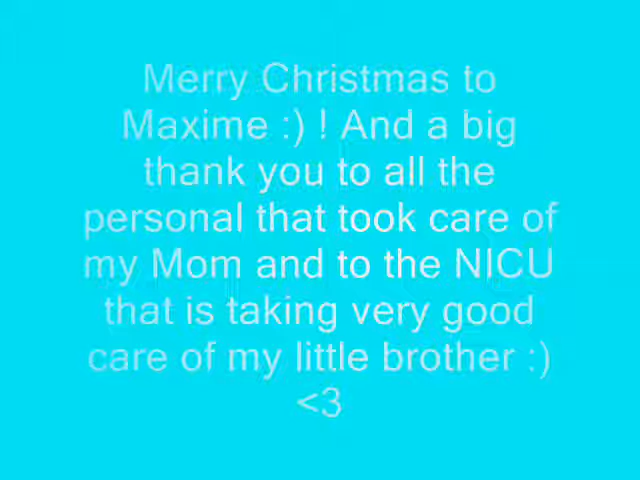 Merry Christmas to
Maxime :) ! And a big
thank you to all the
personal that took care of
my Mom and to the NICU
that is taking very good
care of my little brother :)
<3